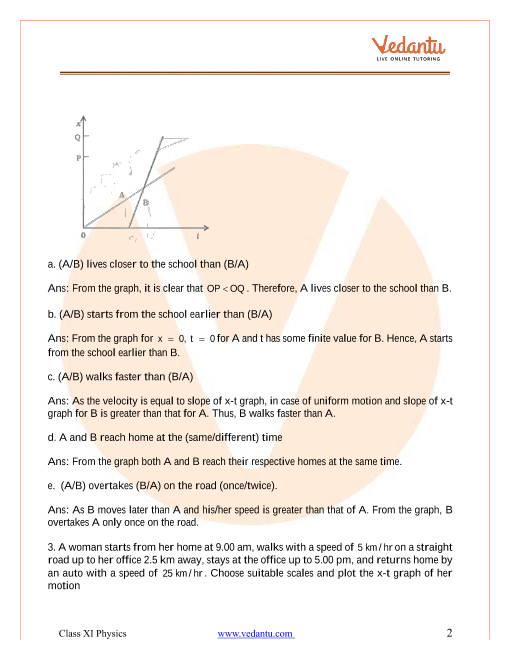 Vedantu
LIVE ONLINE TUTORING
x
Q
P
A
B
0
t
a. (A/B) lives closer to the school than (B/A)
Ans: From the graph, it is clear that OP < OQ . Therefore, A lives closer to the school than B.
b. (A/B) starts from the school earlier than (B/A)
Ans: From the graph for x = 0, t = 0 for A and t has some finite value for B. Hence, A starts
from the school earlier than B.
c. (A/B) walks faster than (B/A)
Ans: As the velocity is equal to slope of x-t graph, in case of uniform motion and slope of x-t
graph for B is greater than that for A. Thus, B walks faster than A.
d. A and B reach home at the (same/different) time
Ans: From the graph both A and B reach their respective homes at the same time.
e. (A/B) overtakes (B/A) on the road (once/twice).
Ans: As B moves later than A and his/her speed is greater than that of A. From the graph, B
overtakes A only once on the road.
3. A woman starts from her home at 9.00 am, walks with a speed of 5 km / hr on a straight
road up to her office 2.5 km away, stays at the office up to 5.00 pm, and returns home by
an auto with a speed of 25 km / hr . Choose suitable scales and plot the x-t graph of her
motion
Class XI Physics www.vedantu.com 2